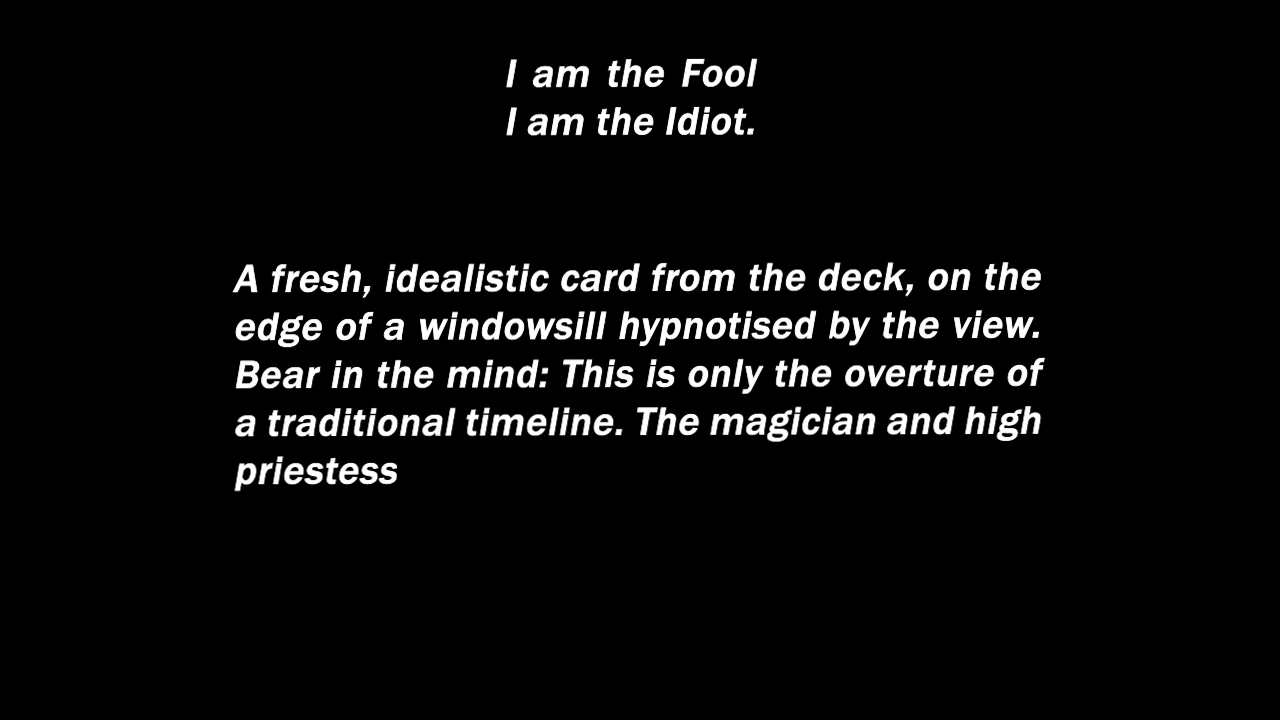 I am the Fool
I am the Idiot.
A fresh, idealistic card from the deck, on the
edge of a windowsill hypnotised by the view.
Bear in the mind: This is only the overture of
a traditional timeline. The magician and high
priestess